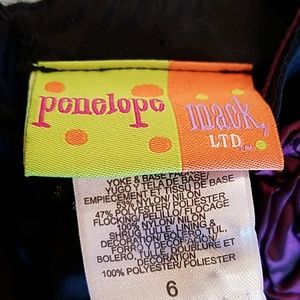 penelope mack,
LTD.™
YOKE & BASE FABRIC/
YUGO Y TELA DE BASE/
EMPIECEMENT ET TISSU DE BASE
53% NYLON/ NILON
47% POLYESTER/ POLIESTER
FLOCKING/ PELILLO/ FLOCAGE
100% NYLON/ NILON
SHRUG TULLE, LINING &
DECORATION/ BOLERO, TUL,
FORRO Y DECORACION/
BOLERO, TULLE, DOUBLURE ET
DECORATION
100% POLYESTER/ POLIESTER
6